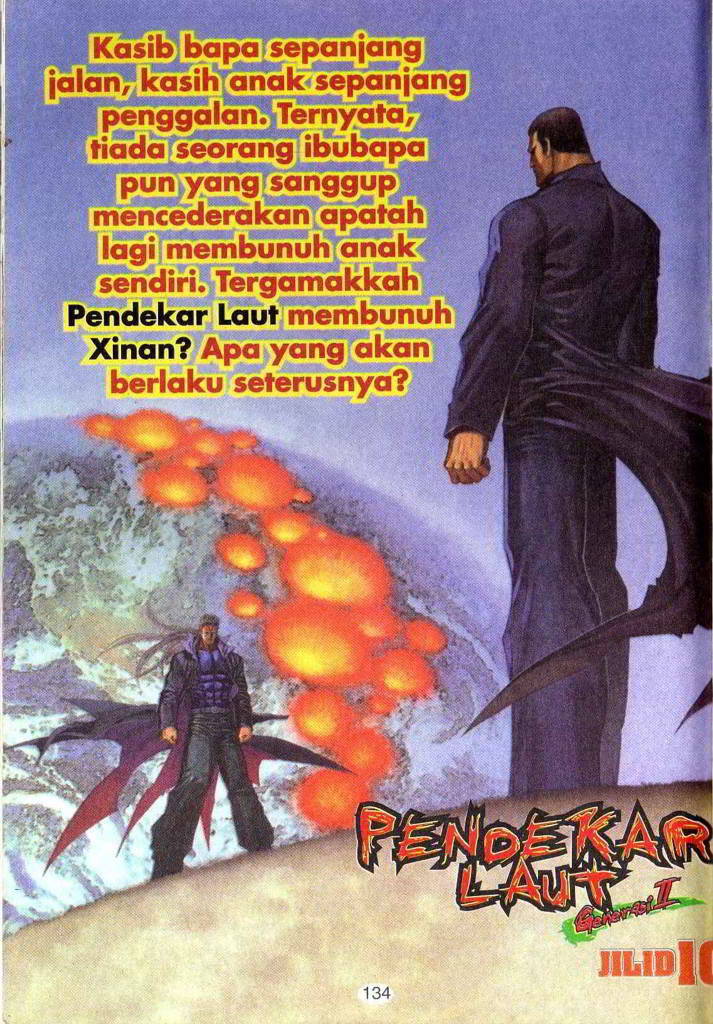 Kasib bapa sepanjang
jalan, kasih anak sepanjang
penggalan. Ternyata,
tiada seorang ibubapa
pun yang sanggup
mencederakan apatah
lagi membunuh anak
sendiri. Tergamakkah
Pendekar Laut membunuh
Xinan? Apa yang akan
berlaku seterusnya?
PENDEKAR
LAUT
Generasi II
JILID
134